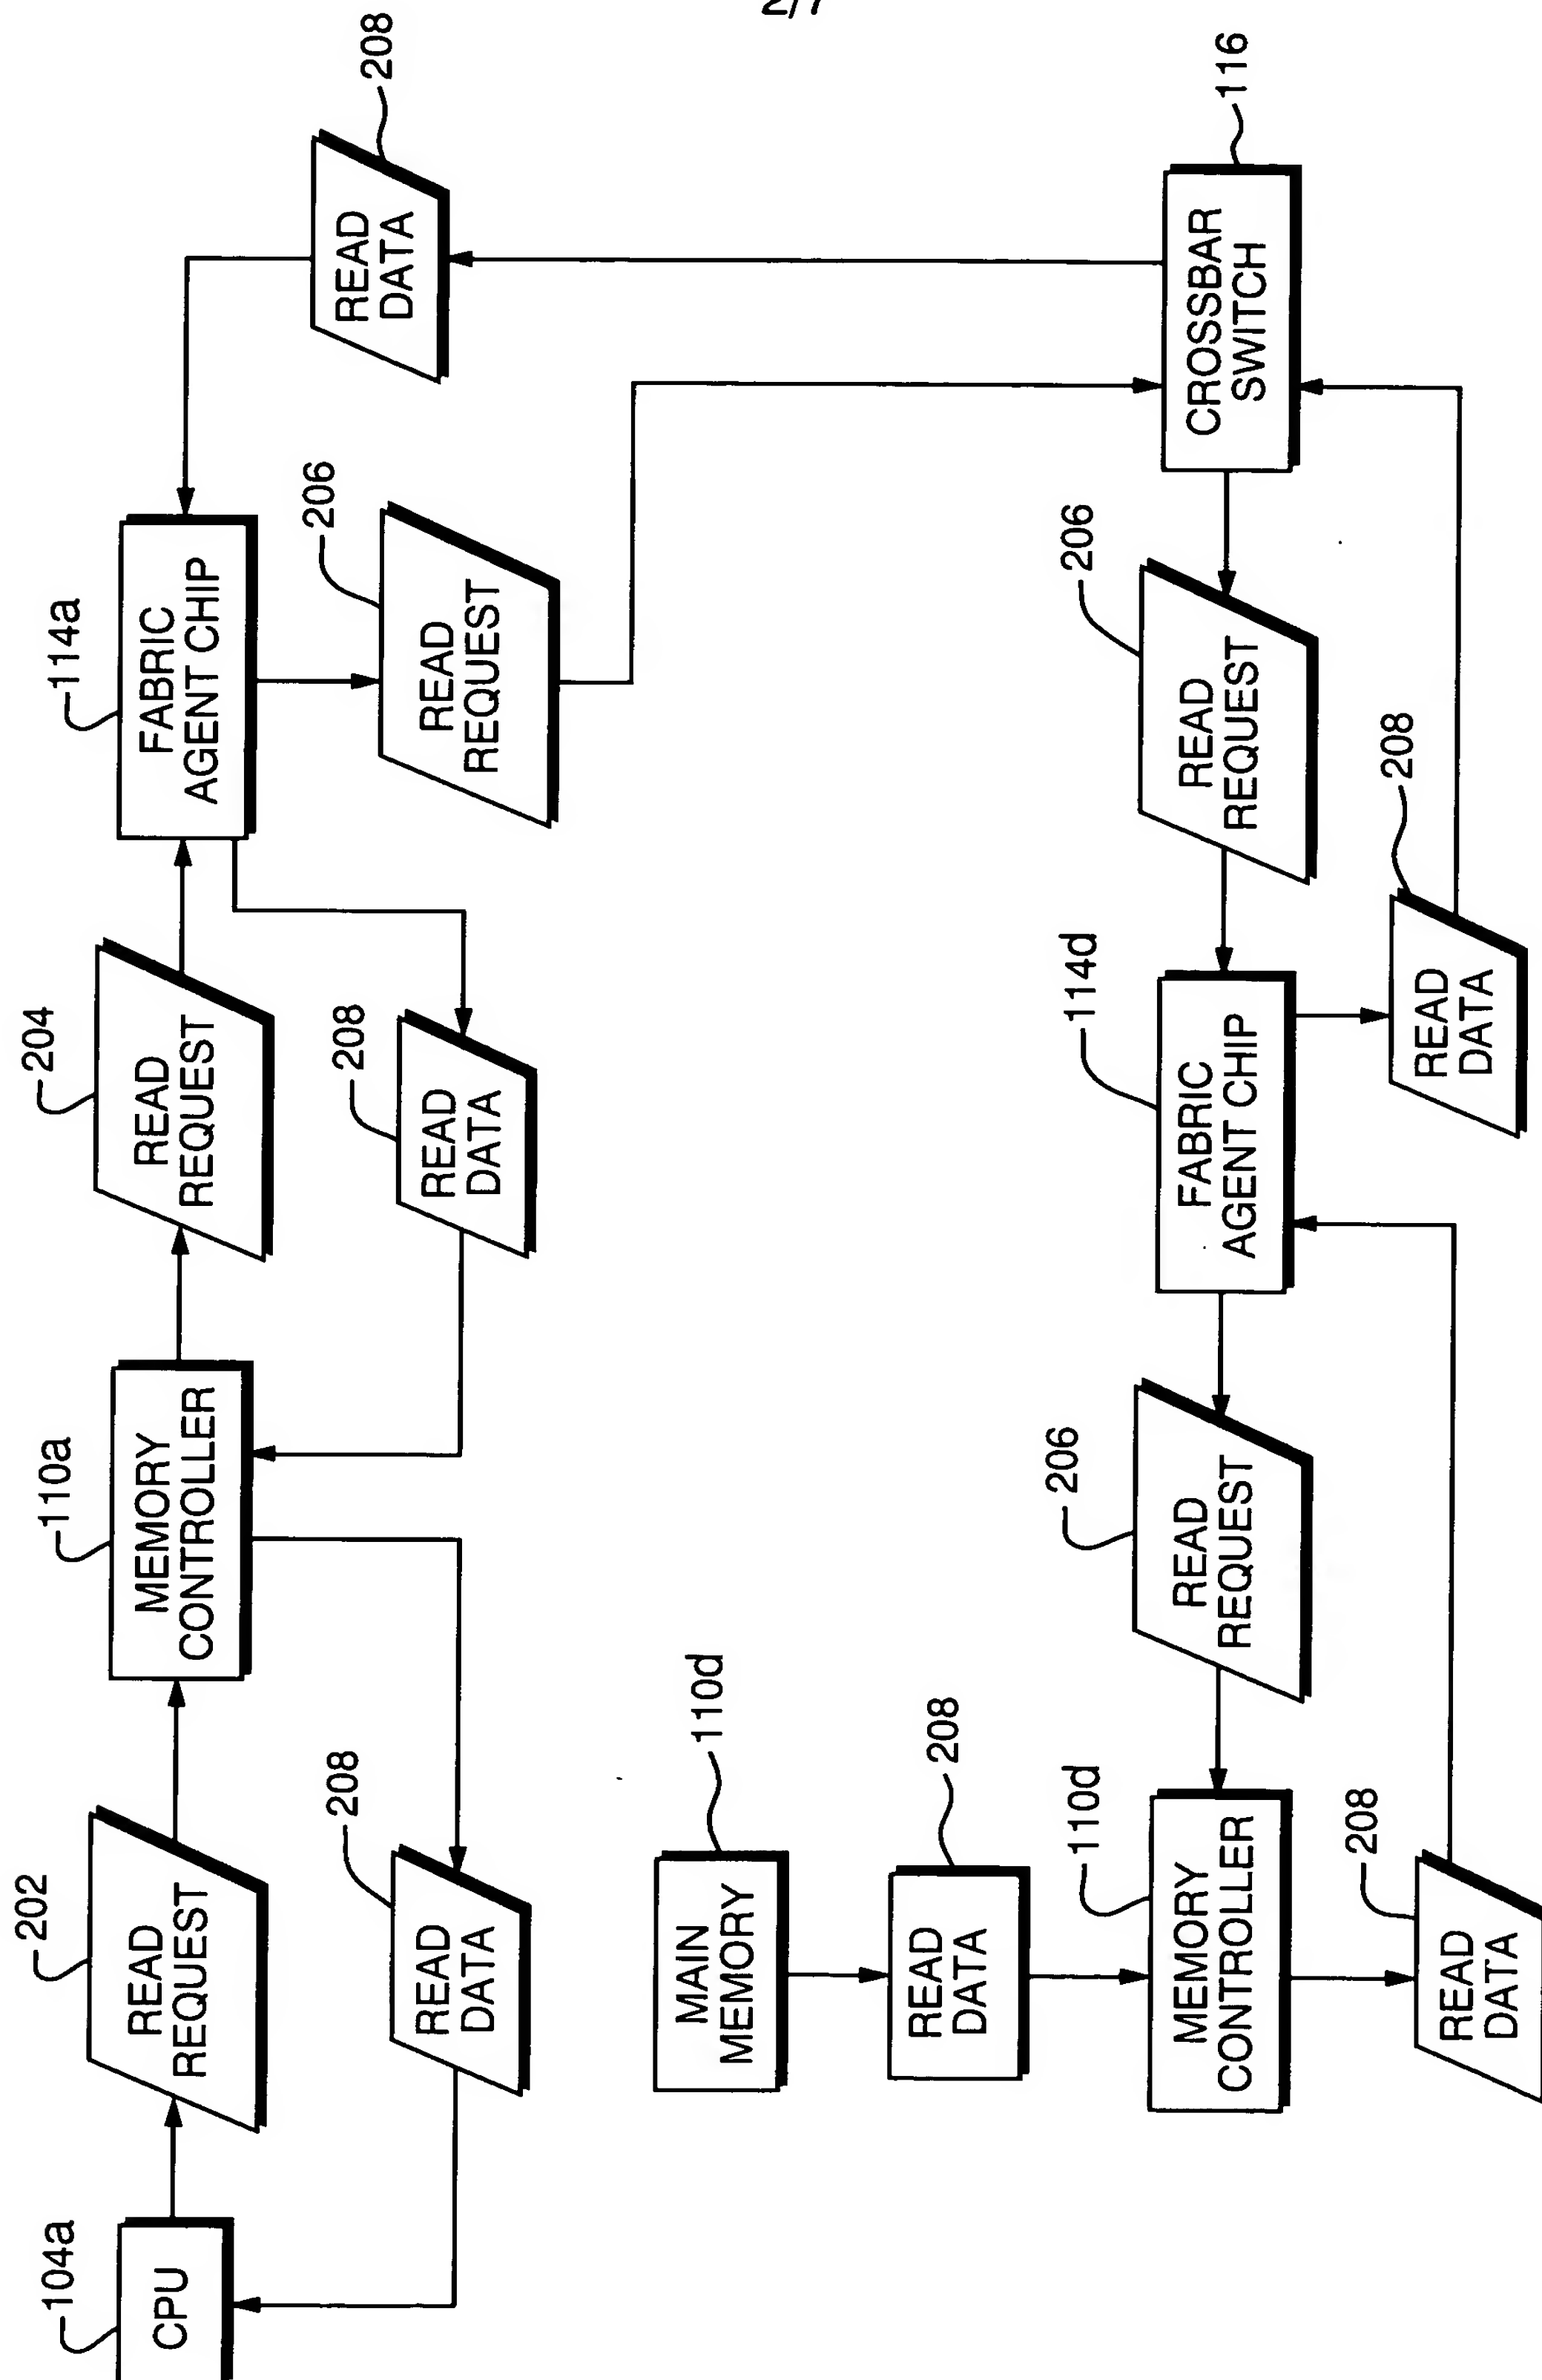 2/7
104a
CPU
202
READ
REQUEST
110a
MEMORY
CONTROLLER
204
READ
REQUEST
114a
FABRIC
AGENT CHIP
208
READ
DATA
208
READ
DATA
208
READ
DATA
206
READ
REQUEST
110d
MAIN
MEMORY
208
READ
DATA
110d
MEMORY
CONTROLLER
206
READ
REQUEST
114d
FABRIC
AGENT CHIP
206
READ
REQUEST
116
CROSSBAR
SWITCH
208
READ
DATA
208
READ
DATA